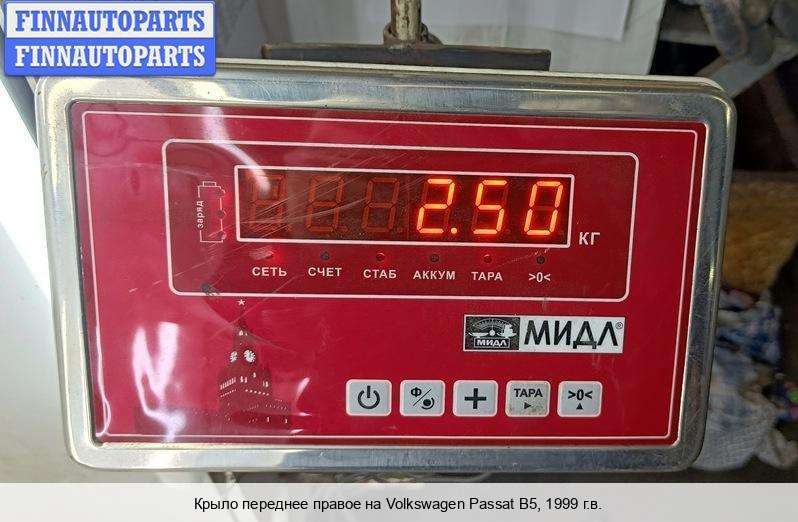 FINNAUTOPARTS
FINNAUTOPARTS
заряд
2.50
КГ
СЕТЬ СЧЕТ СТАБ АККУМ ТАРА >0<
МИДЛ МИДЛ®
Ф ТАРА >0<
Крыло переднее правое на Volkswagen Passat B5, 1999 г.в.